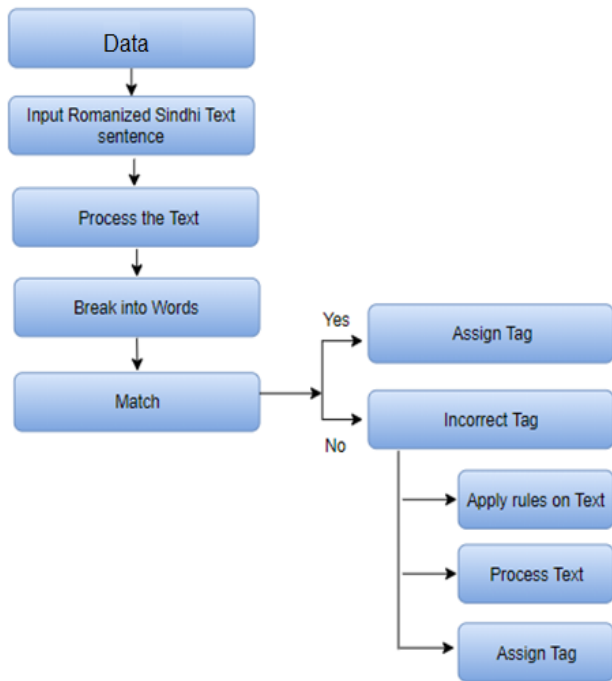 Data
Input Romanized Sindhi Text
sentence
Process the Text
Break into Words
Match
Yes
Assign Tag
No
Incorrect Tag
Apply rules on Text
Process Text
Assign Tag